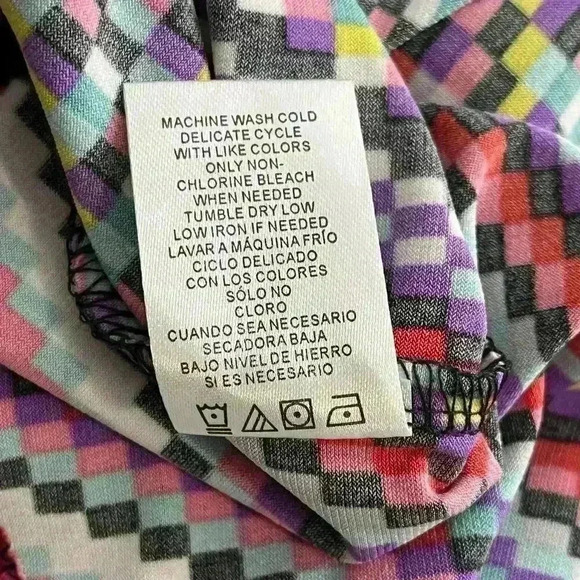 MACHINE WASH COLD
DELICATE CYCLE
WITH LIKE COLORS
ONLY NON-
CHLORINE BLEACH
WHEN NEEDED
TUMBLE DRY LOW
LOW IRON IF NEEDED
LAVAR A MÁQUINA FRÍO
CICLO DELICADO
CON LOS COLORES
SÓLO NO
CLORO
CUANDO SEA NECESARIO
SECADORA BAJA
BAJO NIVEL DE HIERRO
SI ES NECESARIO